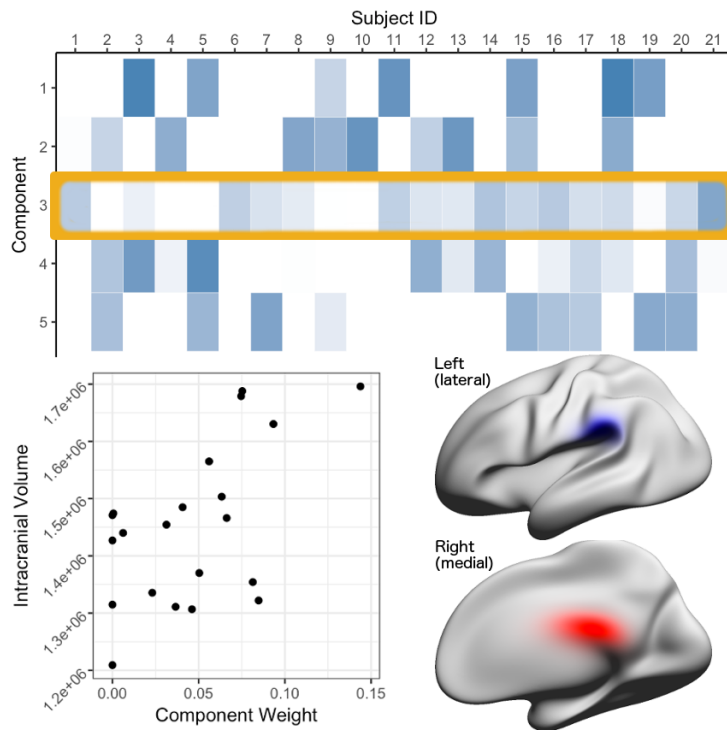 Subject ID
1 2 3 4 5 6 7 8 9 10 11 12 13 14 15 16 17 18 19 20 21
Component
1
2
3
4
5
Intracranial Volume
1.7e+06
1.6e+06
1.5e+06
1.4e+06
1.3e+06
1.2e+06
0.00 0.05 0.10 0.15
Component Weight
Left
(lateral)
Right
(medial)